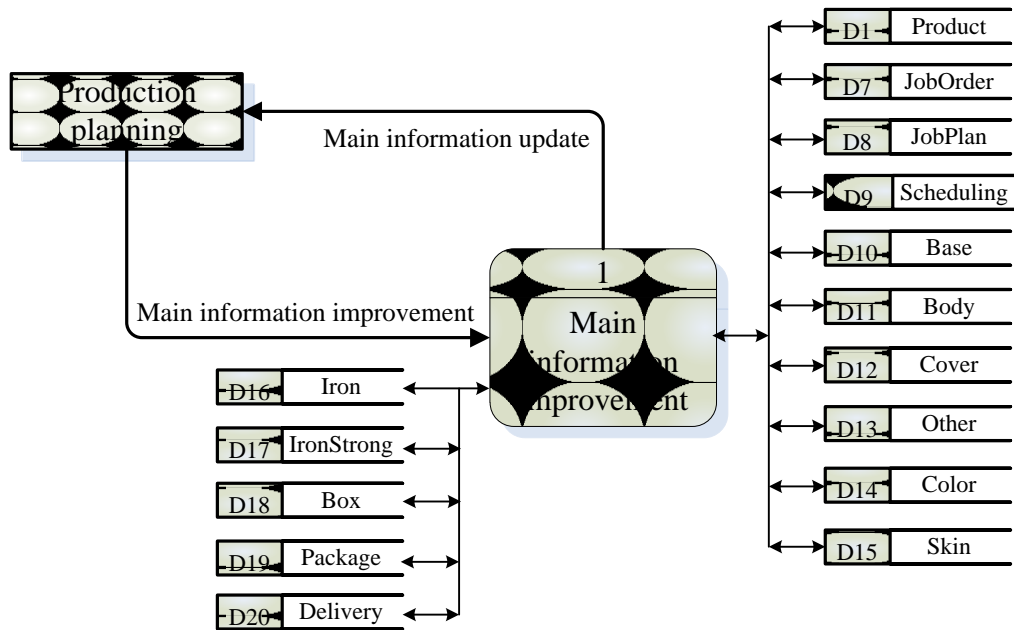 Production
planning
Main information update
Main information improvement
1
Main
information
improvement
D1 Product
D7 JobOrder
D8 JobPlan
D9 Scheduling
D10 Base
D11 Body
D12 Cover
D13 Other
D14 Color
D15 Skin
D16 Iron
D17 IronStrong
D18 Box
D19 Package
D20 Delivery